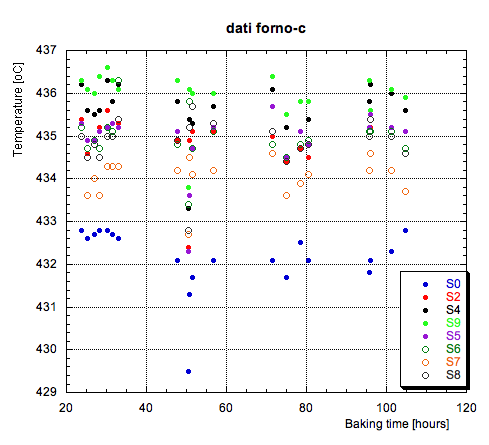 dati forno-c
Temperature [oC]
437
436
435
434
433
432
431
430
429
20
40
60
80
100
120
Baking time [hours]
S0
S2
S4
S9
S5
S6
S7
S8